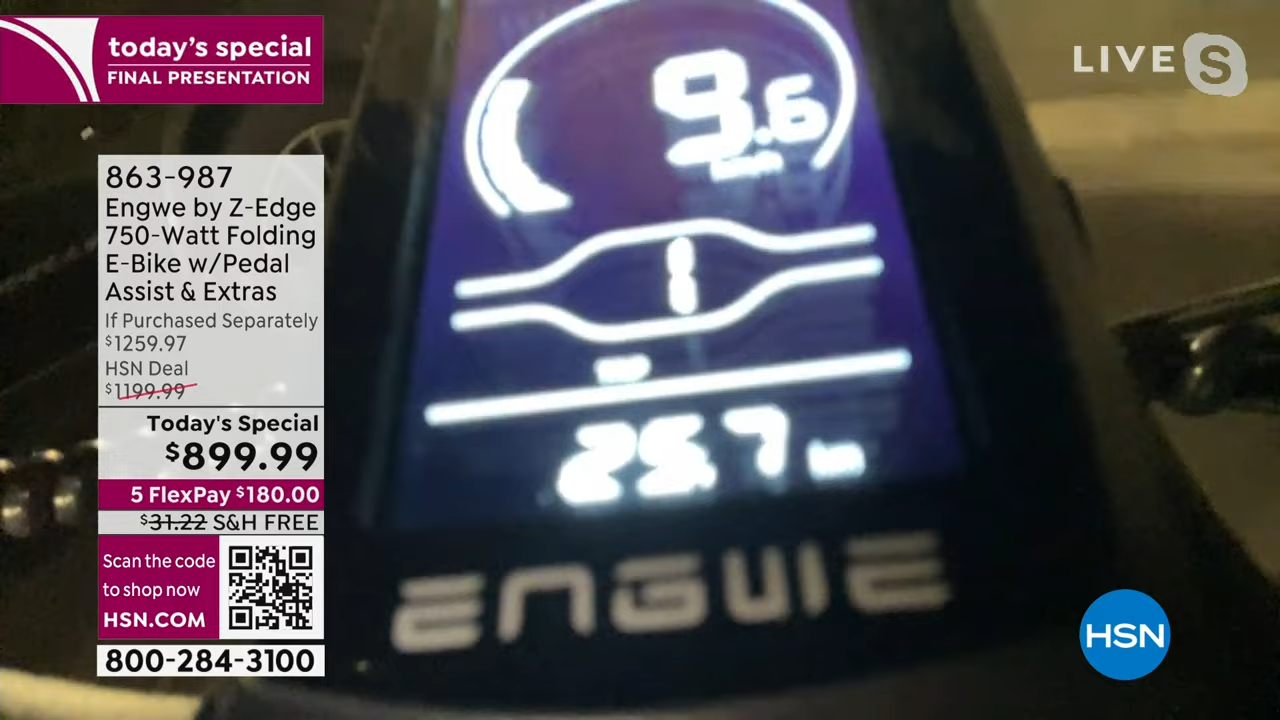 today's special
FINAL PRESENTATION
LIVE S
863-987
Engwe by Z-Edge
750-Watt Folding
E-Bike w/Pedal
Assist & Extras
If Purchased Separately
$1259.97
HSN Deal
$1199.99
Today's Special
$899.99
5 FlexPay $180.00
$31.22 S&H FREE
Scan the code
to shop now
HSN.COM
800-284-3100
9.6
25.7
ENGWE
HSN